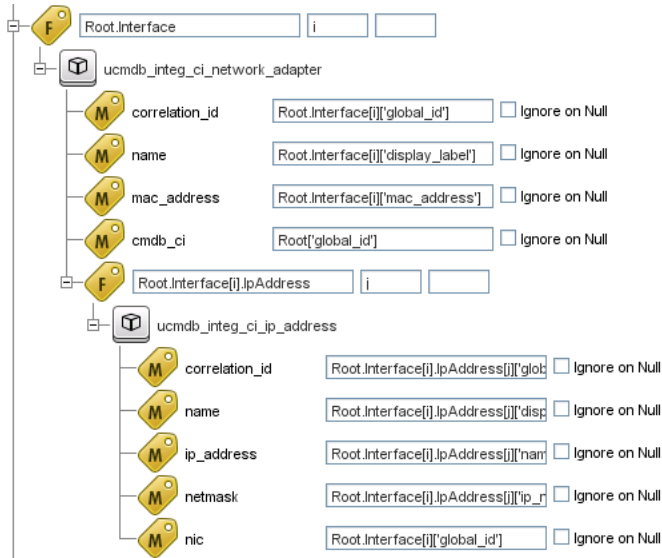 F Root.Interface i
ucmdb_integ_ci_network_adapter
M correlation_id Root.Interface[i]['global_id'] Ignore on Null
M name Root.Interface[i]['display_label'] Ignore on Null
M mac_address Root.Interface[i]['mac_address'] Ignore on Null
M cmdb_ci Root['global_id'] Ignore on Null
F Root.Interface[i].IpAddress j
ucmdb_integ_ci_ip_address
M correlation_id Root.Interface[i].IpAddress[j]['glob Ignore on Null
M name Root.Interface[i].IpAddress[j]['disp Ignore on Null
M ip_address Root.Interface[i].IpAddress[j]['nam Ignore on Null
M netmask Root.Interface[i].IpAddress[j]['ip_n Ignore on Null
M nic Root.Interface[i]['global_id'] Ignore on Null